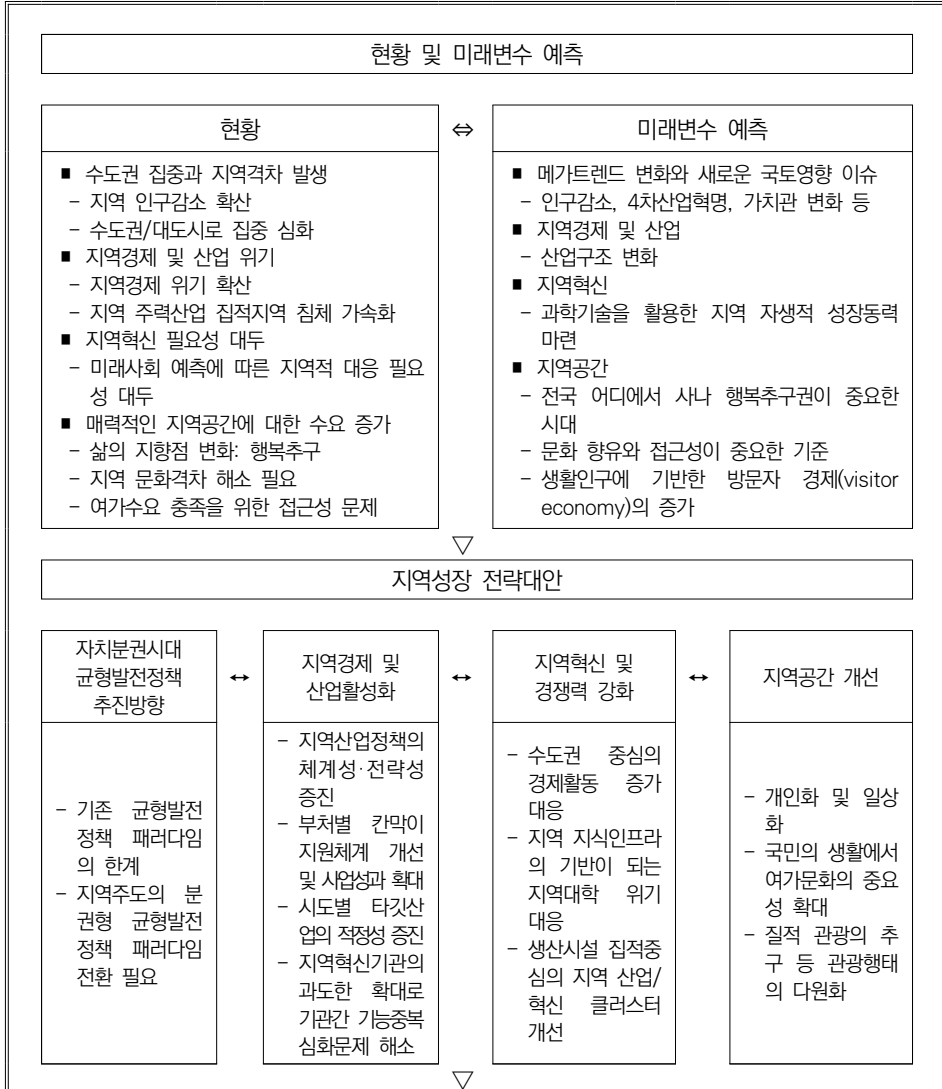 현황 및 미래변수 예측
현황
⇔
미래변수 예측
■ 수도권 집중과 지역격차 발생
- 지역 인구감소 확산
- 수도권/대도시로 집중 심화
■ 지역경제 및 산업 위기
- 지역경제 위기 확산
- 지역 주력산업 집적지역 침체 가속화
■ 지역혁신 필요성 대두
- 미래사회 예측에 따른 지역적 대응 필요
성 대두
■ 매력적인 지역공간에 대한 수요 증가
- 삶의 지향점 변화: 행복추구
- 지역 문화격차 해소 필요
- 여가수요 충족을 위한 접근성 문제
■ 메가트렌드 변화와 새로운 국토영향 이슈
- 인구감소, 4차산업혁명, 가치관 변화 등
■ 지역경제 및 산업
- 산업구조 변화
■ 지역혁신
- 과학기술을 활용한 지역 자생적 성장동력
마련
■ 지역공간
- 전국 어디에서 사나 행복추구권이 중요한
시대
- 문화 향유와 접근성이 중요한 기준
- 생활인구에 기반한 방문자 경제(visitor
economy)의 증가
▽
지역성장 전략대안
자치분권시대
균형발전정책
추진방향
↔
지역경제 및
산업활성화
↔
지역혁신 및
경쟁력 강화
↔
지역공간 개선
- 기존 균형발전
정책 패러다임
의 한계
- 지역주도의 분
권형 균형발전
정책 패러다임
전환 필요
- 지역산업정책의
체계성·전략성
증진
- 부처별 칸막이
지원체계 개선
및 사업성과 확대
- 시도별 타깃산
업의 적정성 증진
- 지역혁신기관의
과도한 확대로
기관간 기능중복
심화문제 해소
- 수도권 중심의
경제활동 증가
대응
- 지역 지식인프라
의 기반이 되는
지역대학 위기
대응
- 생산시설 집적중
심의 지역 산업/
혁신 클러스터
개선
- 개인화 및 일상
화
- 국민의 생활에서
여가문화의 중요
성 확대
- 질적 관광의 추
구 등 관광행태
의 다원화
▽